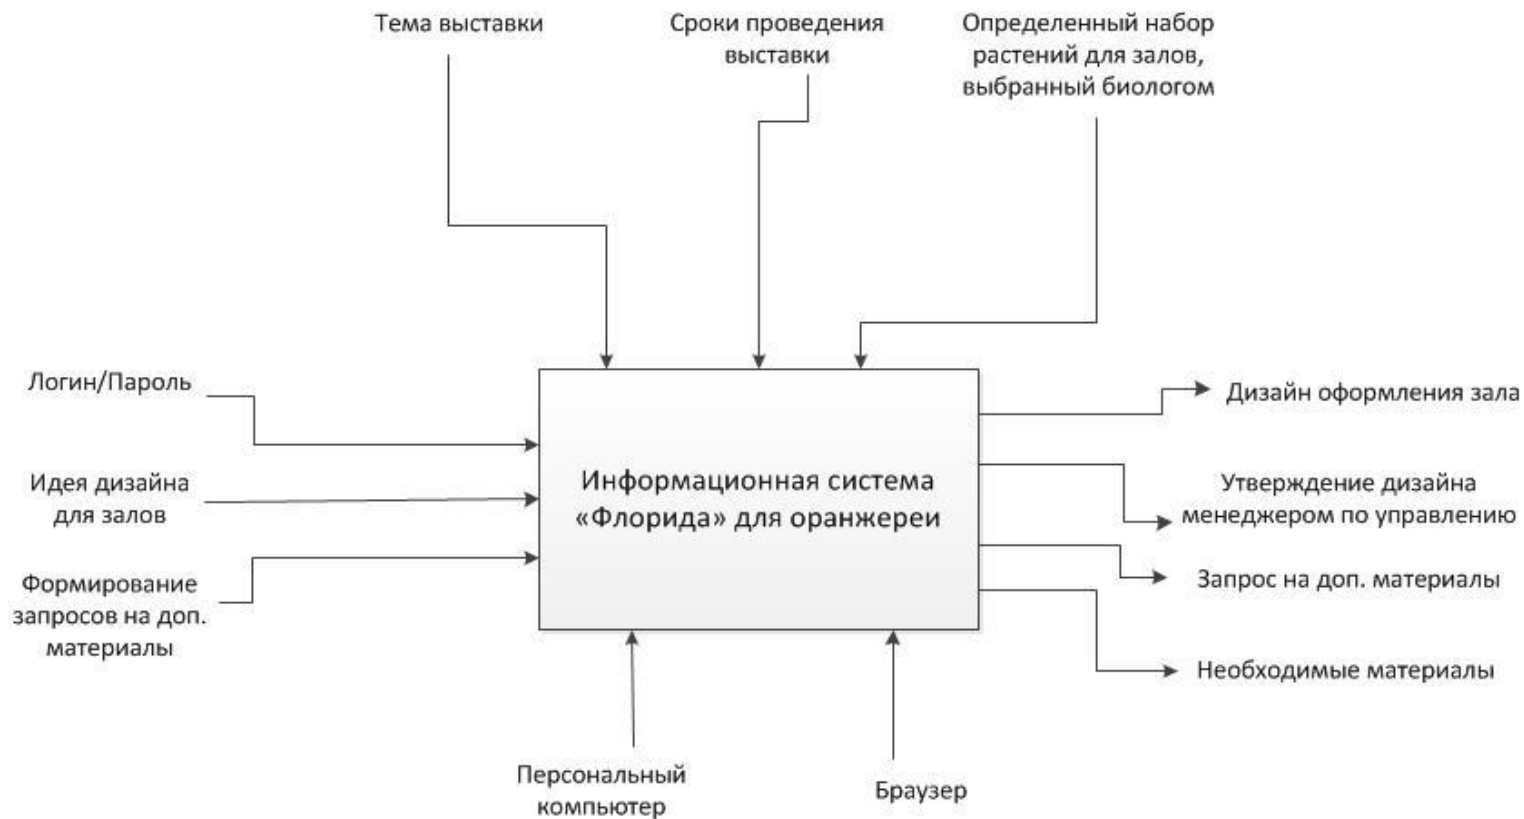 Тема выставки
Сроки проведения
выставки
Определенный набор
растений для залов,
выбранный биологом
Логин/Пароль
Идея дизайна
для залов
Формирование
запросов на доп.
материалы
Информационная система
«Флорида» для оранжереи
Дизайн оформления зала
Утверждение дизайна
менеджером по управлению
Запрос на доп. материалы
Необходимые материалы
Персональный
компьютер
Браузер